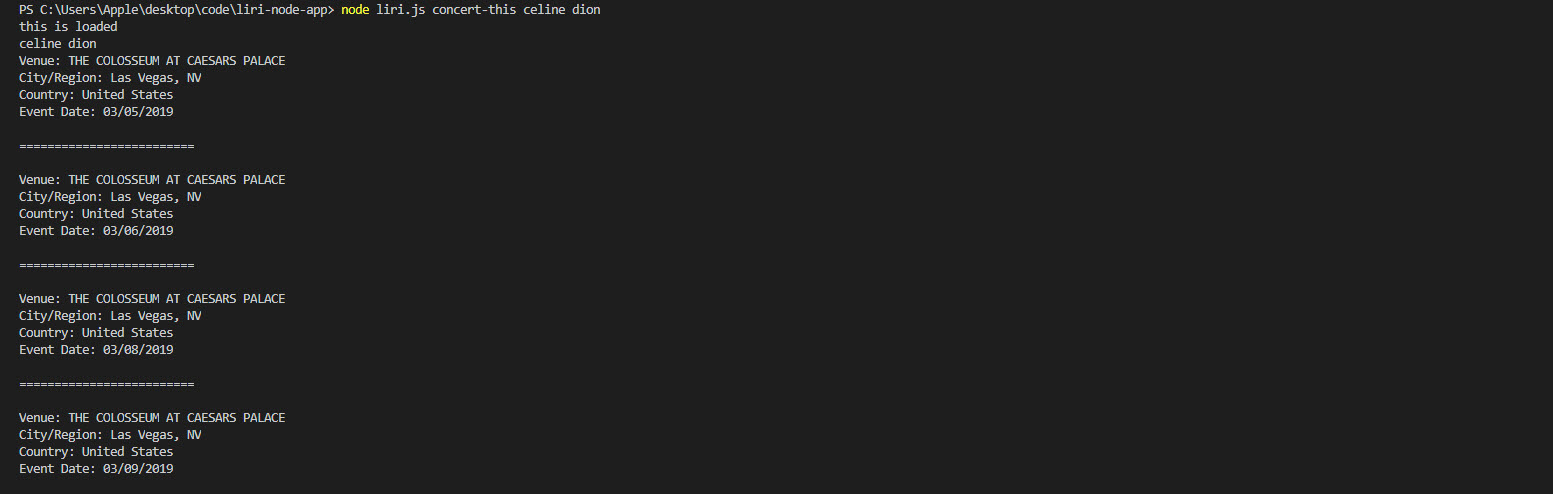 PS C:\Users\Apple\desktop\code\liri-node-app> node liri.js concert-this celine dion
this is loaded
celine dion
Venue: THE COLOSSEUM AT CAESARS PALACE
City/Region: Las Vegas, NV
Country: United States
Event Date: 03/05/2019
=========================
Venue: THE COLOSSEUM AT CAESARS PALACE
City/Region: Las Vegas, NV
Country: United States
Event Date: 03/06/2019
=========================
Venue: THE COLOSSEUM AT CAESARS PALACE
City/Region: Las Vegas, NV
Country: United States
Event Date: 03/08/2019
=========================
Venue: THE COLOSSEUM AT CAESARS PALACE
City/Region: Las Vegas, NV
Country: United States
Event Date: 03/09/2019